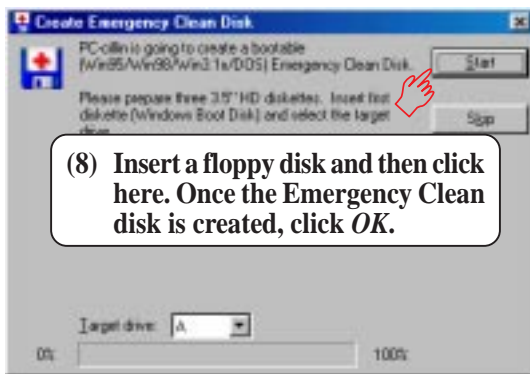 Create Emergency Clean Disk
PC-cillin is going to create a bootable
(Win95/Win98/Win3.1x/DOS) Emergency Clean Disk.
Start
Please prepare three 3.5" HD diskettes. Insert first
diskette (Windows Boot Disk) and select the target
drive.
Stop
(8) Insert a floppy disk and then click
here. Once the Emergency Clean
disk is created, click OK.
Target drive: A
0% 100%